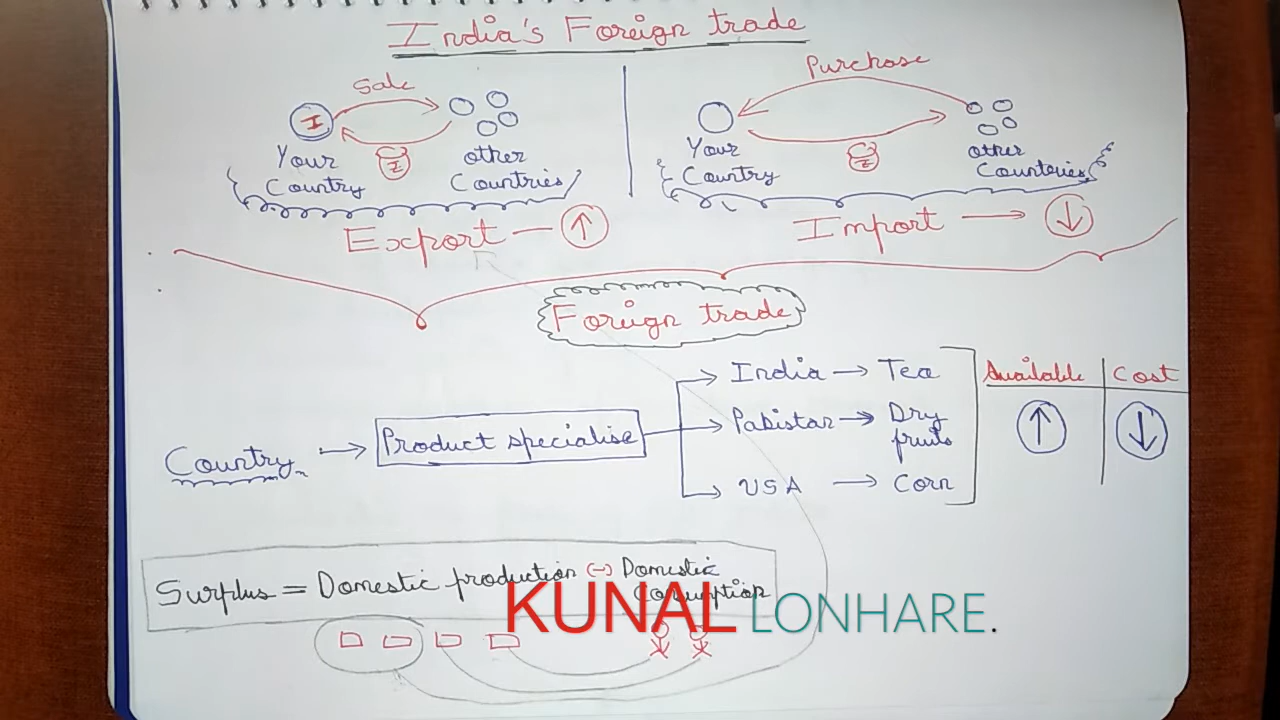 India's Foreign trade
Sale
I
Your
Country
other
Countries
Purchase
Your
Country
other
Counteries
Export
Import
Foreign trade
Country
Product specialise
India → Tea
Pakistan → Dry
fruits
USA → Corn
Available
Cost
Surplus = Domestic production (-) Domestic
Consumption
KUNAL LONHARE.